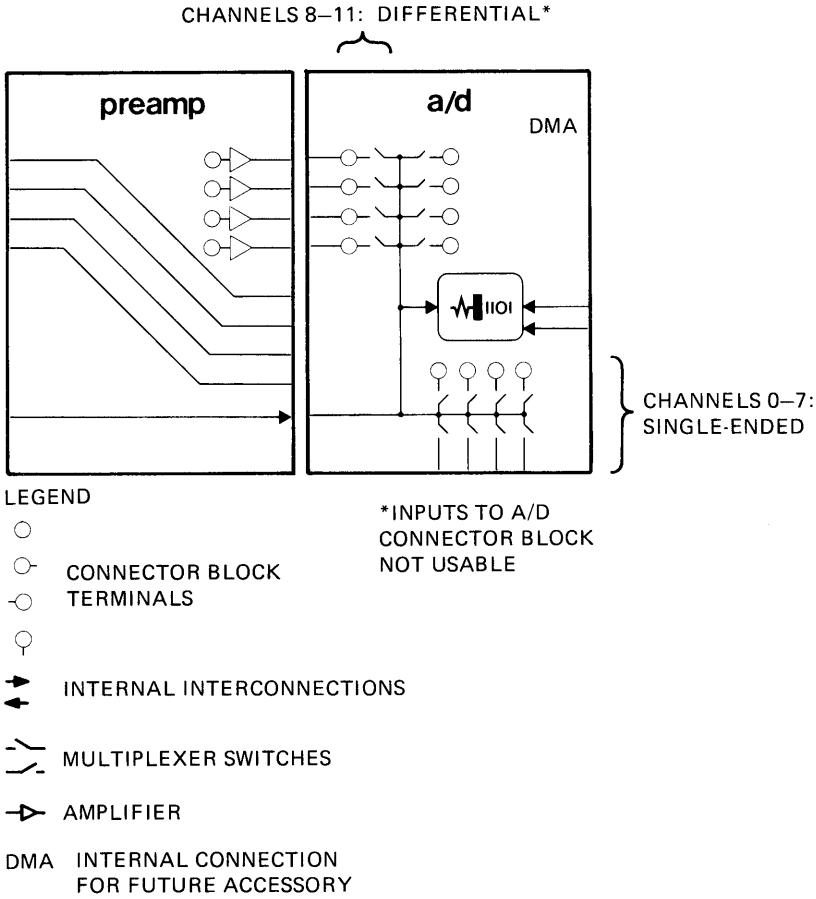 CHANNELS 8–11: DIFFERENTIAL*
preamp
a/d
DMA
1101
CHANNELS 0–7:
SINGLE-ENDED
LEGEND
*INPUTS TO A/D
CONNECTOR BLOCK
NOT USABLE
CONNECTOR BLOCK
TERMINALS
INTERNAL INTERCONNECTIONS
MULTIPLEXER SWITCHES
AMPLIFIER
DMA INTERNAL CONNECTION
FOR FUTURE ACCESSORY